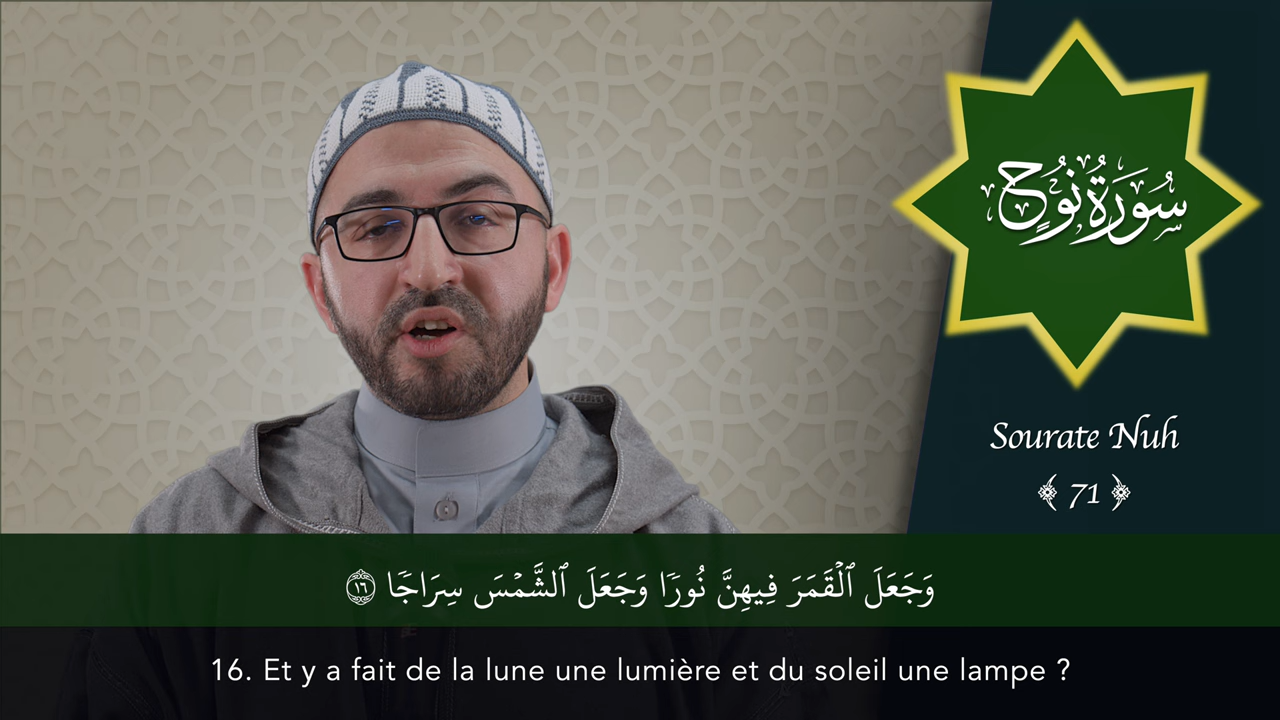 سُورَةُ نُوحٍ
Sourate Nuh
71
وَجَعَلَ ٱلْقَمَرَ فِيهِنَّ نُورًا وَجَعَلَ ٱلشَّمْسَ سِرَاجًا ١٦
16. Et y a fait de la lune une lumière et du soleil une lampe ?